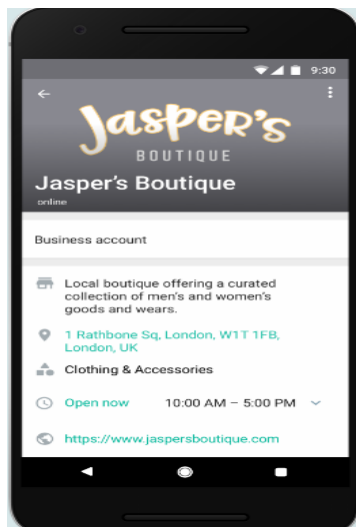 9:30
Jasper's
BOUTIQUE
Jasper's Boutique
online
Business account
Local boutique offering a curated
collection of men's and women's
goods and wears.
1 Rathbone Sq, London, W1T 1FB,
London, UK
Clothing & Accessories
Open now 10:00 AM – 5:00 PM
https://www.jaspersboutique.com